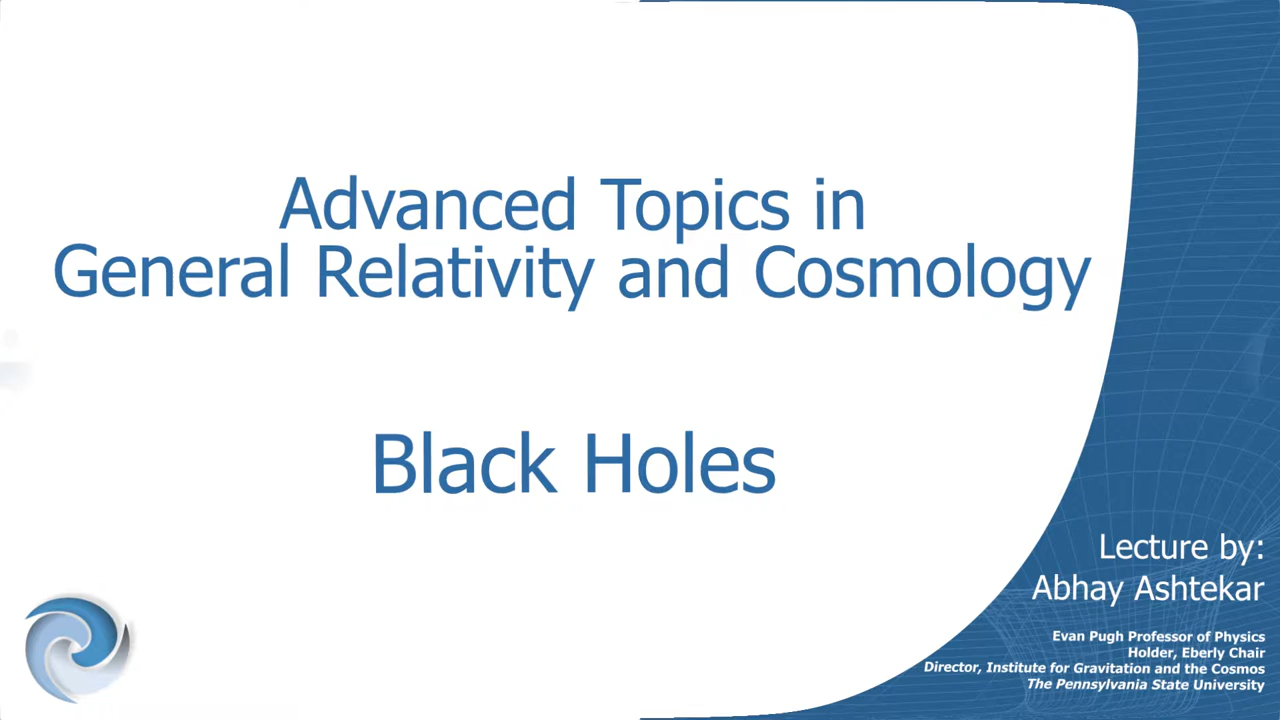 Advanced Topics in
General Relativity and Cosmology
Black Holes
Lecture by:
Abhay Ashtekar
Evan Pugh Professor of Physics
Holder, Eberly Chair
Director, Institute for Gravitation and the Cosmos
The Pennsylvania State University